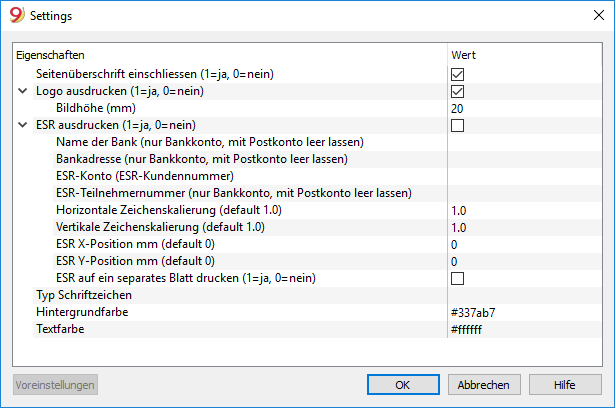 9 Settings
Eigenschaften Wert
Seitenüberschrift einschliessen (1=ja, 0=nein)
Logo ausdrucken (1=ja, 0=nein)
Bildhöhe (mm) 20
ESR ausdrucken (1=ja, 0=nein)
Name der Bank (nur Bankkonto, mit Postkonto leer lassen)
Bankadresse (nur Bankkonto, mit Postkonto leer lassen)
ESR-Konto (ESR-Kundennummer)
ESR-Teilnehmernummer (nur Bankkonto, mit Postkonto leer lassen)
Horizontale Zeichenskalierung (default 1.0) 1.0
Vertikale Zeichenskalierung (default 1.0) 1.0
ESR X-Position mm (default 0) 0
ESR Y-Position mm (default 0) 0
ESR auf ein separates Blatt drucken (1=ja, 0=nein)
Typ Schriftzeichen
Hintergrundfarbe #337ab7
Textfarbe #ffffff
Voreinstellungen OK Abbrechen Hilfe